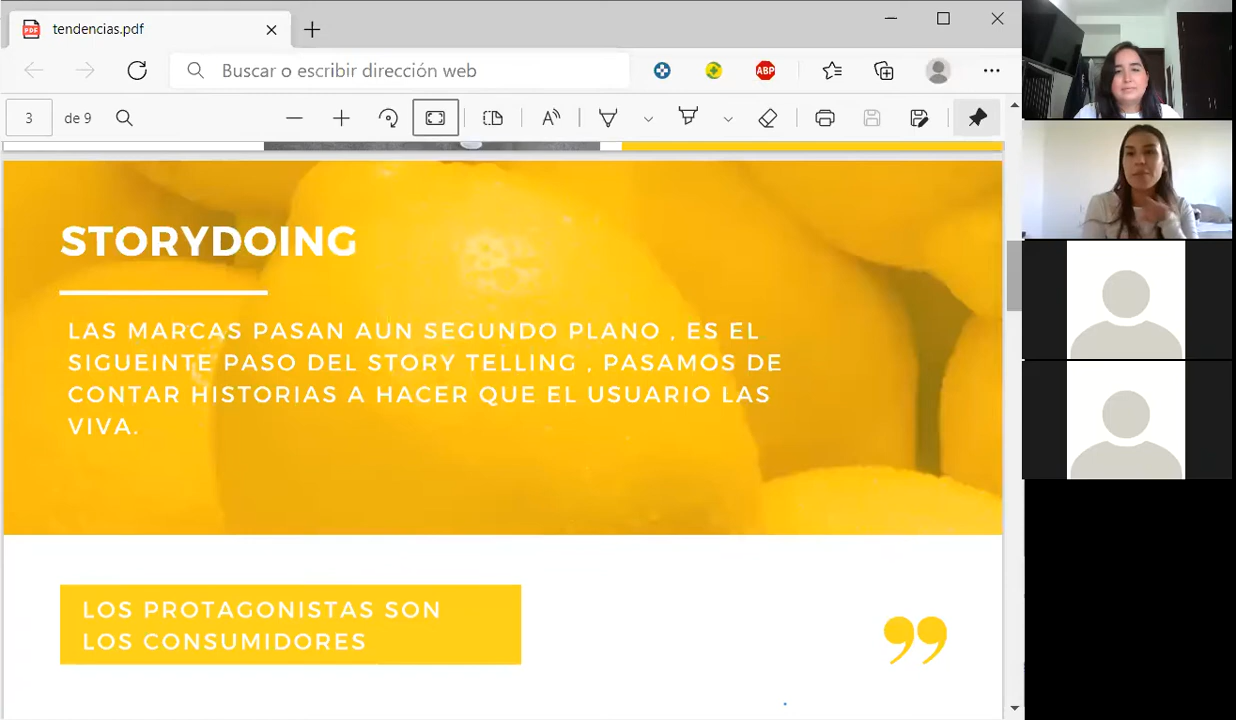 tendencias.pdf
Buscar o escribir dirección web
ABP
3 de 9
STORYDOING
LAS MARCAS PASAN AUN SEGUNDO PLANO , ES EL
SIGUEINTE PASO DEL STORY TELLING , PASAMOS DE
CONTAR HISTORIAS A HACER QUE EL USUARIO LAS
VIVA.
LOS PROTAGONISTAS SON
LOS CONSUMIDORES